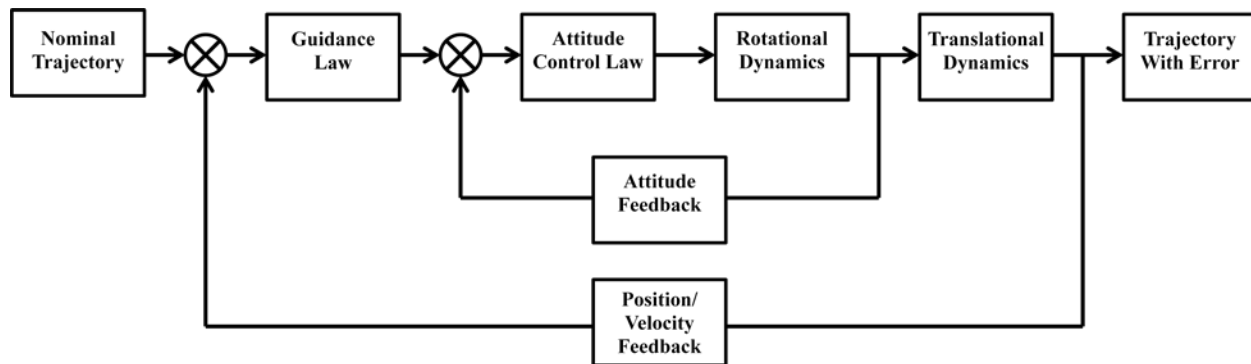 Nominal
Trajectory
Guidance
Law
Attitude
Control Law
Rotational
Dynamics
Translational
Dynamics
Trajectory
With Error
Attitude
Feedback
Position/
Velocity
Feedback